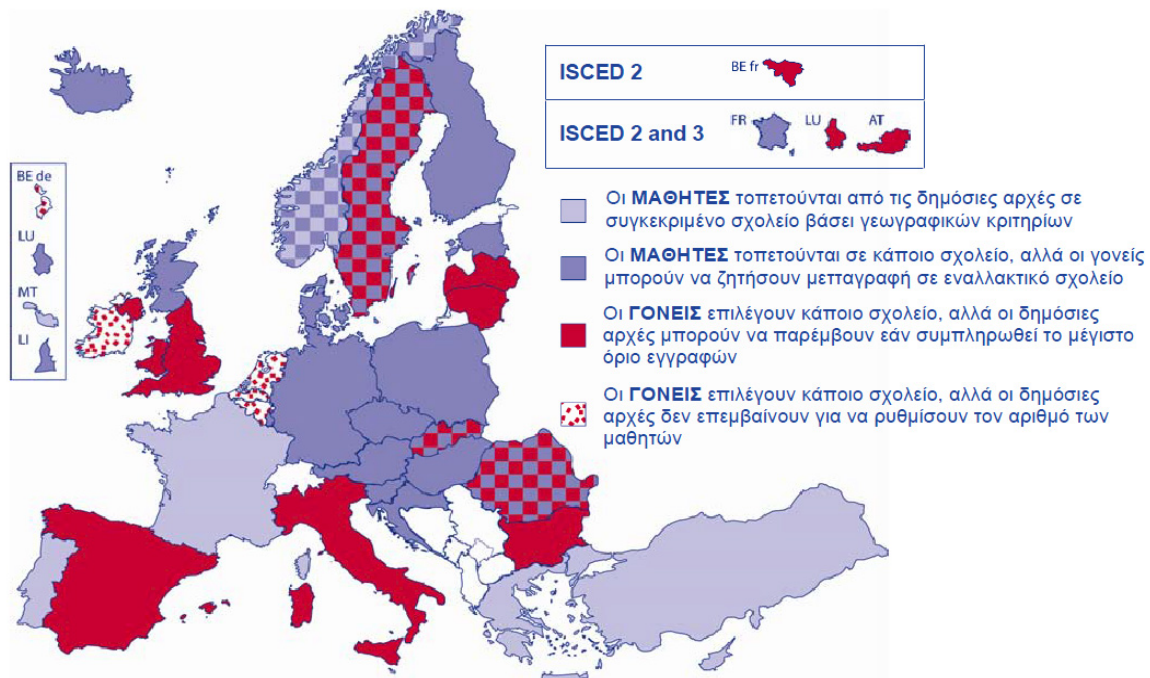 ISCED 2
BE fr
ISCED 2 and 3
FR
LU
AT
BE de
LU
MT
LI
Οι ΜΑΘΗΤΕΣ τοπετούνται από τις δημόσιες αρχές σε
συγκεκριμένο σχολείο βάσει γεωγραφικών κριτηρίων
Οι ΜΑΘΗΤΕΣ τοπετούνται σε κάποιο σχολείο, αλλά οι γονείς
μπορούν να ζητήσουν μετταγραφή σε εναλλακτικό σχολείο
Οι ΓΟΝΕΙΣ επιλέγουν κάποιο σχολείο, αλλά οι δημόσιες
αρχές μπορούν να παρέμβουν εάν συμπληρωθεί το μέγιστο
όριο εγγραφών
Οι ΓΟΝΕΙΣ επιλέγουν κάποιο σχολείο, αλλά οι δημόσιες
αρχές δεν επεμβαίνουν για να ρυθμίσουν τον αριθμό των
μαθητών